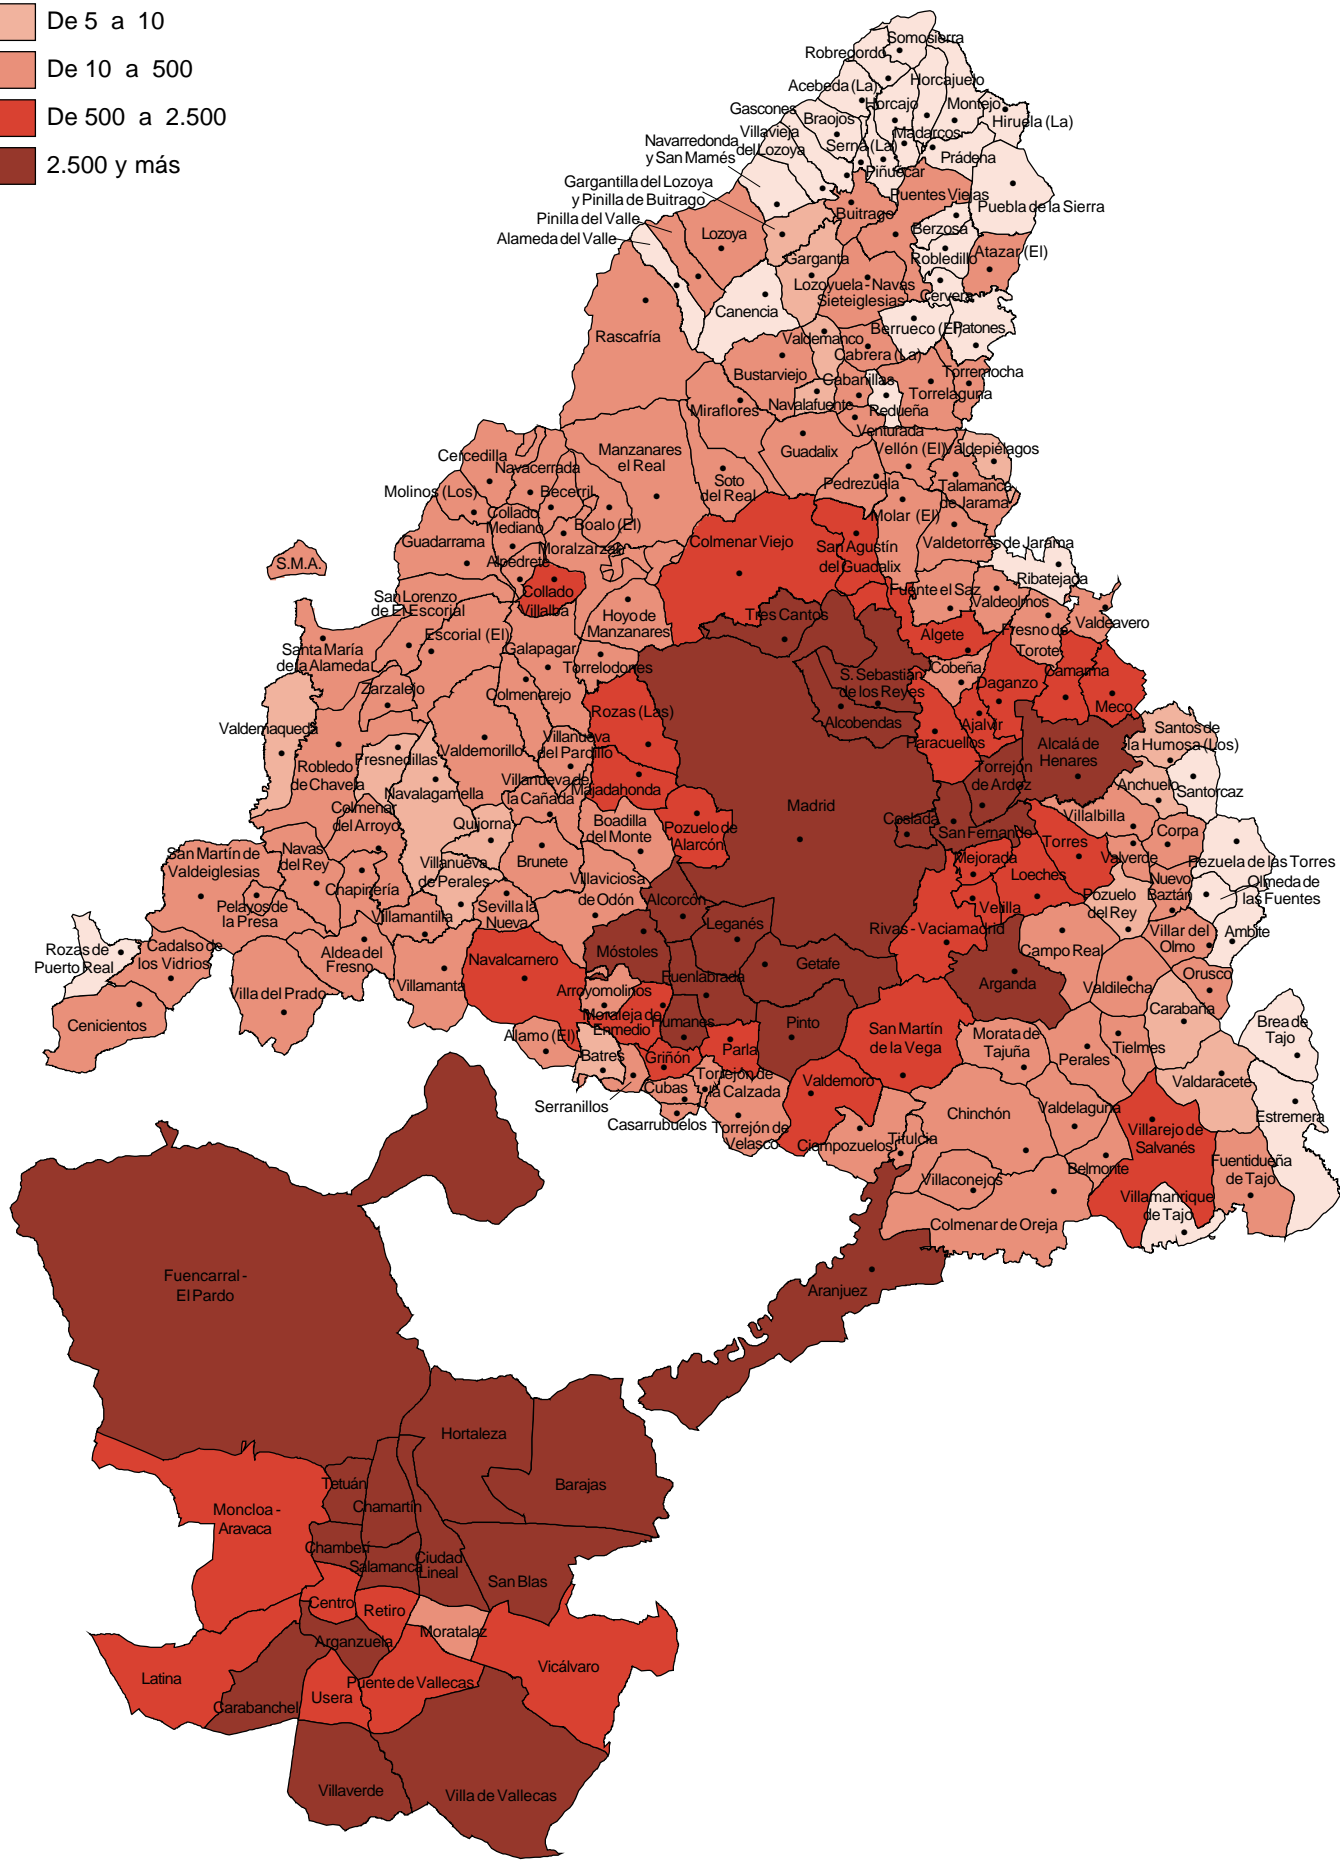 De 5 a 10
De 10 a 500
De 500 a 2.500
2.500 y más
Somosierra
Robregordo
Horcajuelo
Acebeda (La)
Horcajo
Montejo
Gascones
Braojos
Hiruela (La)
Villavieja
del Lozoya
Madarcos
Navarredonda
y San Mamés
Serna (La)
Prádena
Piñuécar
Gargantilla del Lozoya
y Pinilla de Buitrago
Puentes Viejas
Puebla de la Sierra
Pinilla del Valle
Buitrago
Alameda del Valle
Lozoya
Berzosa
Garganta
Robledillo
Atazar (El)
Lozoyuela - Navas
Sieteiglesias
Cervera
Canencia
Rascafría
Valdemanco
Berrueco (El)
Patones
Cabrera (La)
Bustarviejo
Cabanillas
Torremocha
Torrelaguna
Miraflores
Navalafuente
Redueña
Venturada
Cercedilla
Navacerrada
Manzanares
el Real
Guadalix
Vellón (El)
Valdepiélagos
Molinos (Los)
Becerril
Soto
del Real
Pedrezuela
Talamanca
de Jarama
Collado
Mediano
Boalo (El)
Molar (El)
Guadarrama
Moralzarzal
Colmenar Viejo
San Agustín
del Guadalix
Valdetorres de Jarama
S.M.A.
Alpedrete
Ribatejada
San Lorenzo
de El Escorial
Collado
Villalba
Fuente el Saz
Valdeolmos
Hoyo de
Manzanares
Tres Cantos
Valdeavero
Escorial (El)
Algete
Fresno de
Torote
Santa María
de la Alameda
Galapagar
Torrelodones
Cobeña
Camarma
Zarzalejo
Colmenarejo
S. Sebastián
de los Reyes
Daganzo
Meco
Rozas (Las)
Alcobendas
Ajalvir
Valdemaqueda
Villanueva
del Pardillo
Paracuellos
Santos de
la Humosa (Los)
Fresnedillas
Valdemorillo
Alcalá de
Henares
Robledo
de Chavela
Villanueva de
la Cañada
Majadahonda
Torrejón
de Ardoz
Anchuelo
Santorcaz
Navalagamella
Colmenar
del Arroyo
Madrid
Villalbilla
Quijorna
Boadilla
del Monte
Pozuelo de
Alarcón
Coslada
San Fernando
Torres
Corpa
San Martín de
Valdeiglesias
Navas
del Rey
Villanueva
de Perales
Brunete
Mejorada
Valverde
Pezuela de las Torres
Chapinería
Villaviciosa
de Odón
Loeches
Nuevo
Baztán
Olmeda de
las Fuentes
Pelayos de
la Presa
Villamantilla
Sevilla la
Nueva
Alcorcón
Velilla
Pozuelo
del Rey
Leganés
Rivas - Vaciamadrid
Villar del
Olmo
Ambite
Rozas de
Puerto Real
Cadalso de
los Vidrios
Aldea del
Fresno
Móstoles
Campo Real
Navalcarnero
Getafe
Orusco
Villa del Prado
Villamanta
Arroyomolinos
Fuenlabrada
Arganda
Valdilecha
Carabaña
Cenicientos
Moraleja de
Enmedio
Humanes
Pinto
San Martín
de la Vega
Morata de
Tajuña
Brea de
Tajo
Alamo (El)
Batres
Griñón
Parla
Perales
Tielmes
Cubas
Torrejón de
la Calzada
Valdemoro
Valdaracete
Serranillos
Chinchón
Valdelaguna
Estremera
Casarrubuelos
Torrejón de
Velasco
Ciempozuelos
Titulcia
Villarejo de
Salvanés
Belmonte
Fuentidueña
de Tajo
Villaconejos
Villamanrique
de Tajo
Colmenar de Oreja
Aranjuez
Fuencarral -
El Pardo
Hortaleza
Barajas
Tetuán
Chamartín
Moncloa -
Aravaca
Chamberí
Salamanca
Ciudad
Lineal
San Blas
Centro
Retiro
Moratalaz
Arganzuela
Latina
Vicálvaro
Carabanchel
Usera
Puente de Vallecas
Villaverde
Villa de Vallecas